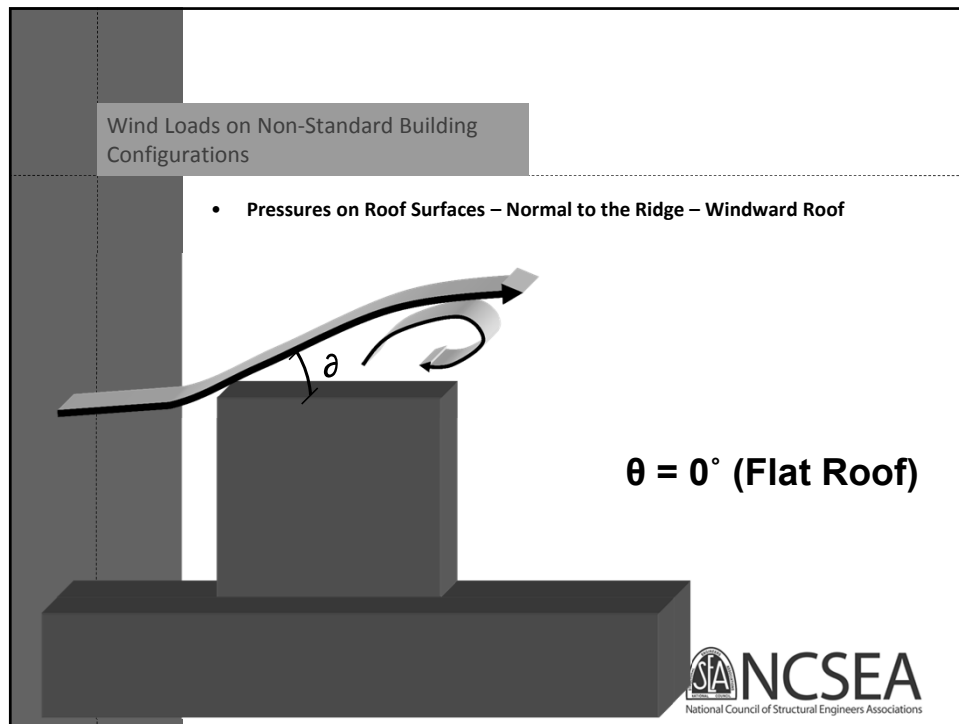 Wind Loads on Non-Standard Building
Configurations
• Pressures on Roof Surfaces – Normal to the Ridge – Windward Roof
∂
θ = 0˚ (Flat Roof)
SEA
NCSEA
National Council of Structural Engineers Associations